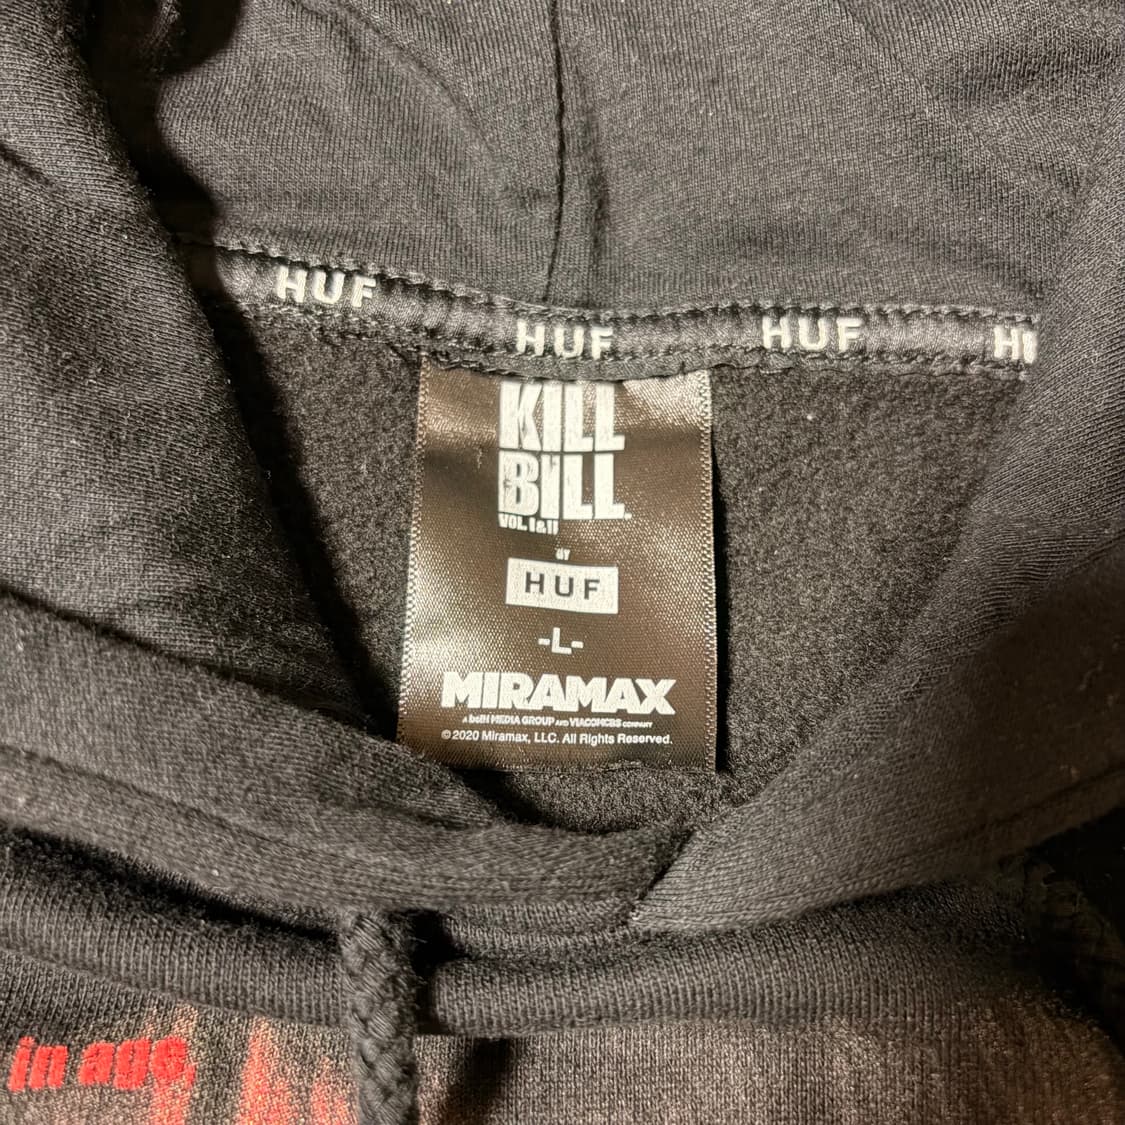 HUF HUF HUF
KILL
BILL
VOL. I & II
BY
HUF
-L-
MIRAMAX
A beIN MEDIA GROUP AND VIACOMCBS COMPANY
© 2020 Miramax, LLC. All Rights Reserved.
in age,